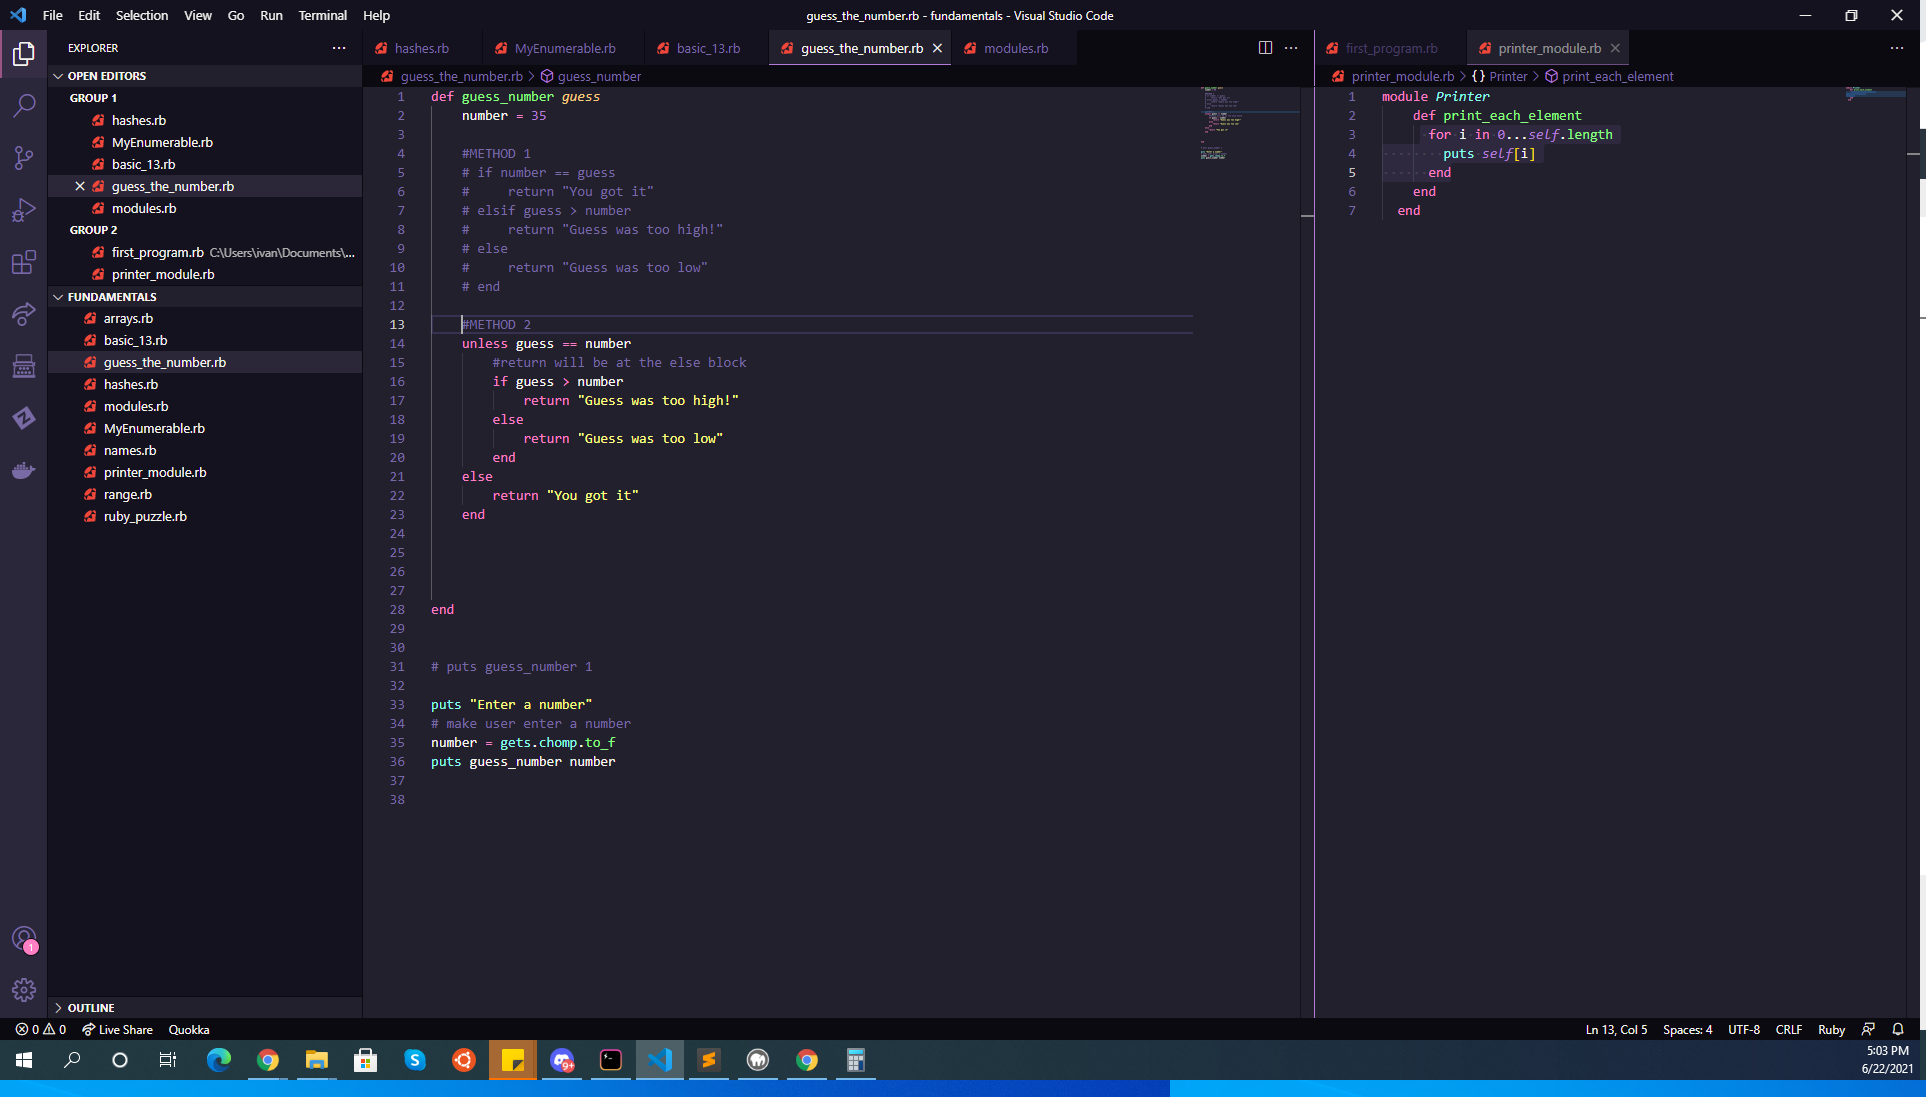 File Edit Selection View Go Run Terminal Help
guess_the_number.rb - fundamentals - Visual Studio Code
EXPLORER
OPEN EDITORS
GROUP 1
hashes.rb
MyEnumerable.rb
basic_13.rb
guess_the_number.rb
modules.rb
GROUP 2
first_program.rb C:\Users\ivan\Documents\...
printer_module.rb
FUNDAMENTALS
arrays.rb
basic_13.rb
guess_the_number.rb
hashes.rb
modules.rb
MyEnumerable.rb
names.rb
printer_module.rb
range.rb
ruby_puzzle.rb
OUTLINE
1
hashes.rb MyEnumerable.rb basic_13.rb guess_the_number.rb modules.rb
guess_the_number.rb > guess_number
1 def guess_number guess
2 number = 35
3
4 #METHOD 1
5 # if number == guess
6 # return "You got it"
7 # elsif guess > number
8 # return "Guess was too high!"
9 # else
10 # return "Guess was too low"
11 # end
12
13 #METHOD 2
14 unless guess == number
15 #return will be at the else block
16 if guess > number
17 return "Guess was too high!"
18 else
19 return "Guess was too low"
20 end
21 else
22 return "You got it"
23 end
24
25
26
27
28 end
29
30
31 # puts guess_number 1
32
33 puts "Enter a number"
34 # make user enter a number
35 number = gets.chomp.to_f
36 puts guess_number number
37
38
first_program.rb printer_module.rb
printer_module.rb > {} Printer > print_each_element
1 module Printer
2 def print_each_element
3 for i in 0...self.length
4 puts self[i]
5 end
6 end
7 end
0 0 Live Share Quokka
Ln 13, Col 5 Spaces: 4 UTF-8 CRLF Ruby
9+
5:03 PM
6/22/2021